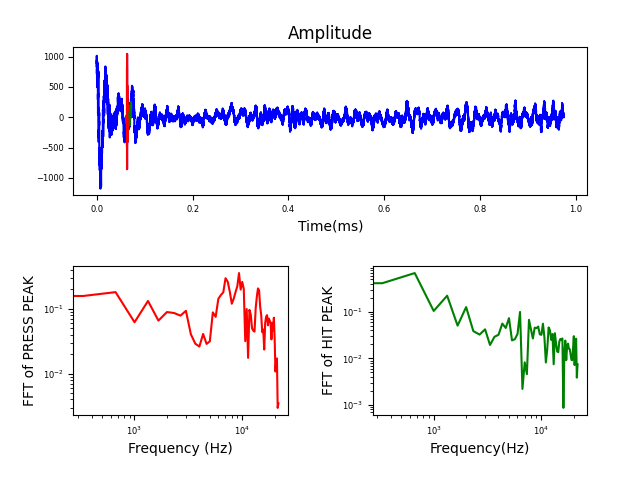 Amplitude
1000
500
0
−500
−1000
0.0 0.2 0.4 0.6 0.8 1.0
Time(ms)
FFT of PRESS PEAK
10⁻¹
10⁻²
10³ 10⁴
Frequency (Hz)
FFT of HIT PEAK
10⁻¹
10⁻²
10⁻³
10³ 10⁴
Frequency(Hz)